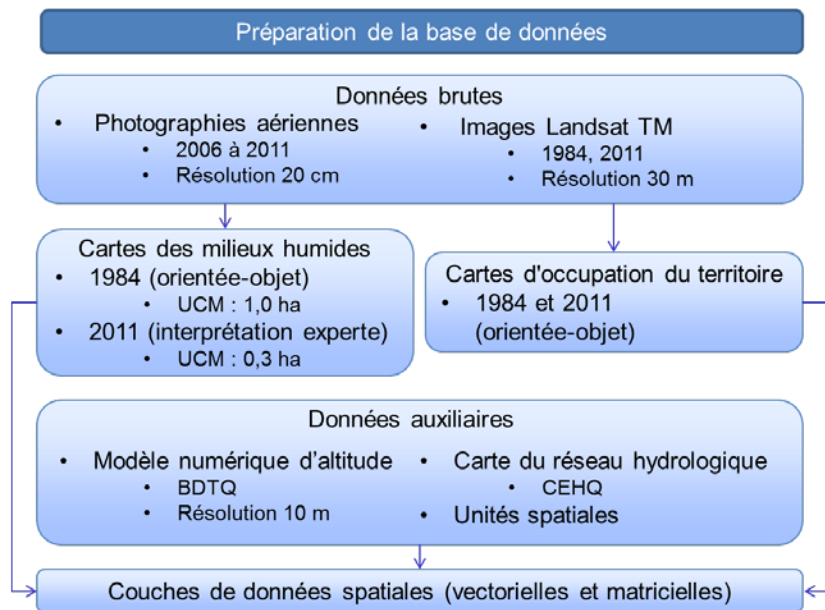 Préparation de la base de données
Données brutes
• Photographies aériennes
• 2006 à 2011
• Résolution 20 cm
• Images Landsat TM
• 1984, 2011
• Résolution 30 m
Cartes des milieux humides
• 1984 (orientée-objet)
• UCM : 1,0 ha
• 2011 (interprétation experte)
• UCM : 0,3 ha
Cartes d'occupation du territoire
• 1984 et 2011
(orientée-objet)
Données auxiliaires
• Modèle numérique d'altitude
• BDTQ
• Résolution 10 m
• Carte du réseau hydrologique
• CEHQ
• Unités spatiales
Couches de données spatiales (vectorielles et matricielles)